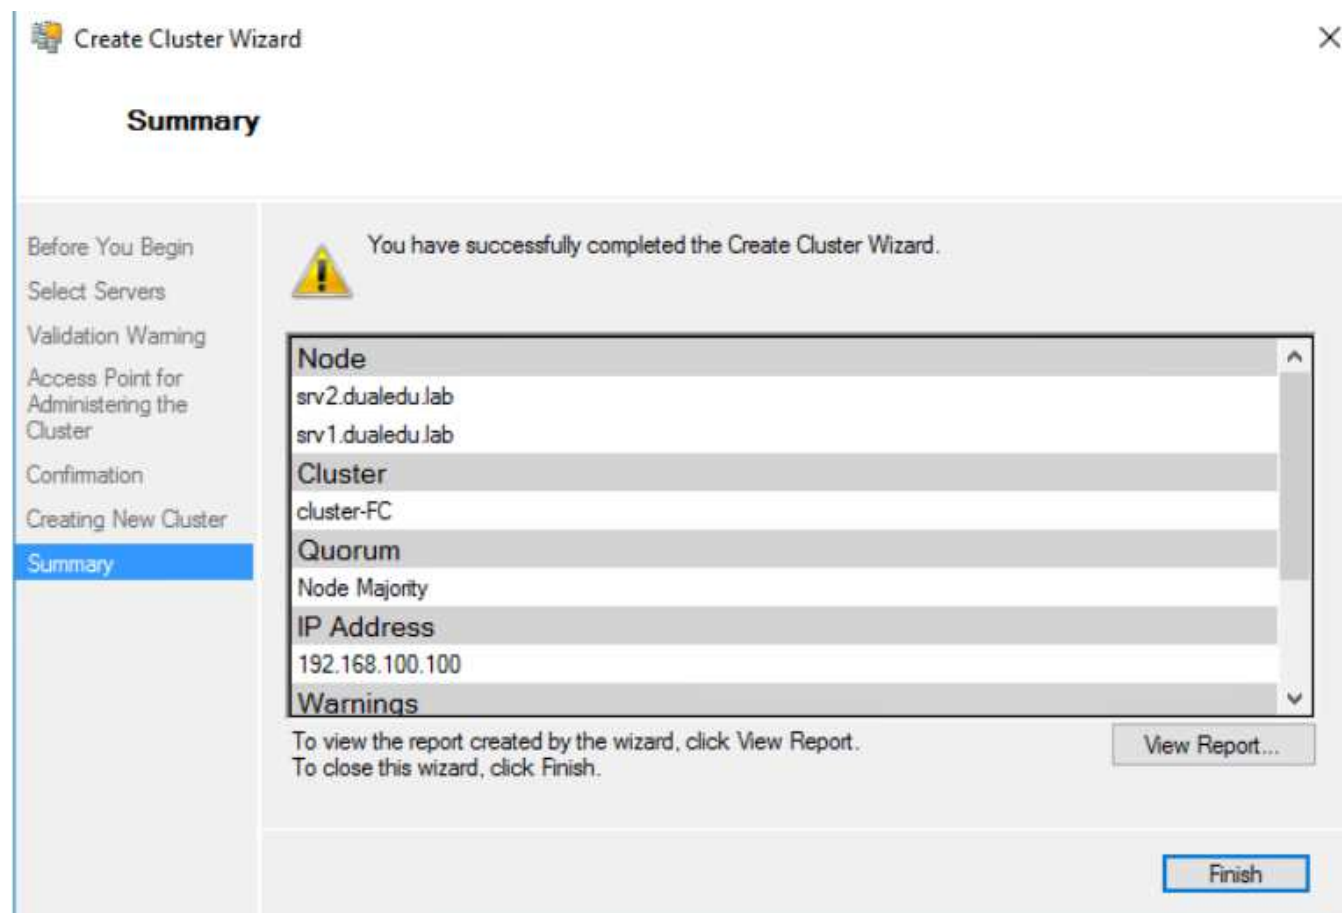 Create Cluster Wizard
Summary
Before You Begin
Select Servers
Validation Warning
Access Point for
Administering the
Cluster
Confirmation
Creating New Cluster
Summary
You have successfully completed the Create Cluster Wizard.
Node
srv2.dualedu.lab
srv1.dualedu.lab
Cluster
cluster-FC
Quorum
Node Majority
IP Address
192.168.100.100
Warnings
To view the report created by the wizard, click View Report.
To close this wizard, click Finish.
View Report...
Finish